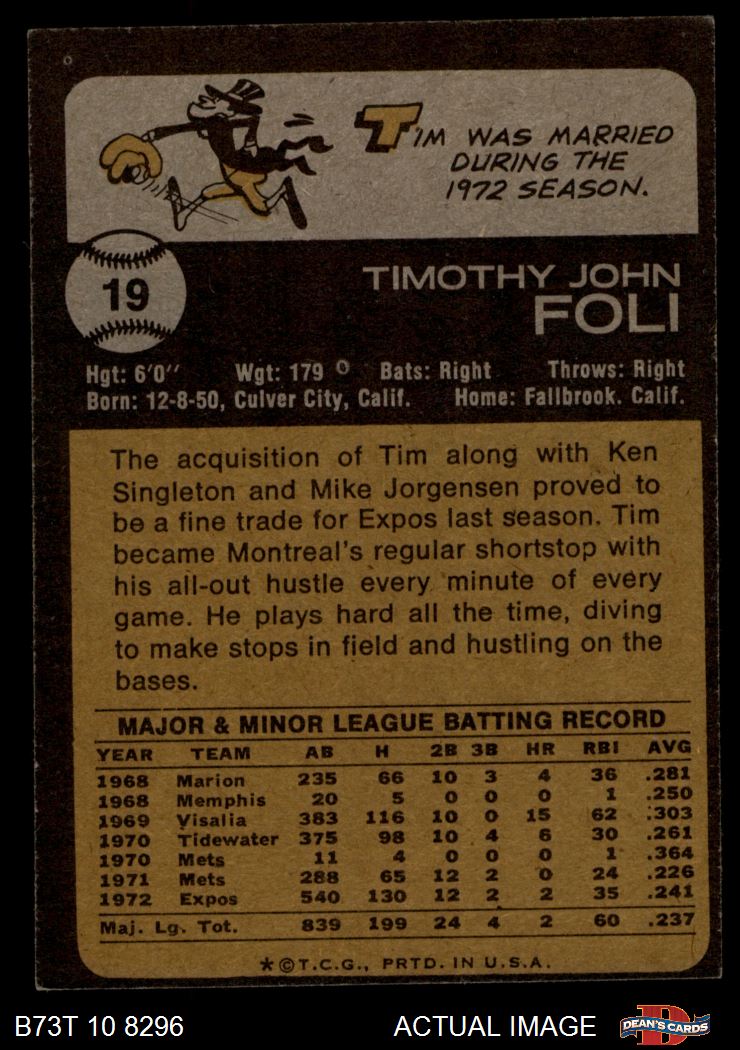 TIM WAS MARRIED
DURING THE
1972 SEASON.
19
TIMOTHY JOHN
FOLI
Hgt: 6'0" Wgt: 179 Bats: Right Throws: Right
Born: 12-8-50, Culver City, Calif. Home: Fallbrook. Calif.
The acquisition of Tim along with Ken
Singleton and Mike Jorgensen proved to
be a fine trade for Expos last season. Tim
became Montreal's regular shortstop with
his all-out hustle every minute of every
game. He plays hard all the time, diving
to make stops in field and hustling on the
bases.
MAJOR & MINOR LEAGUE BATTING RECORD
YEAR TEAM AB H 2B 3B HR RBI AVG
1968 Marion 235 66 10 3 4 36 .281
1968 Memphis 20 5 0 0 0 1 .250
1969 Visalia 383 116 10 0 15 62 .303
1970 Tidewater 375 98 10 4 6 30 .261
1970 Mets 11 4 0 0 0 1 .364
1971 Mets 288 65 12 2 0 24 .226
1972 Expos 540 130 12 2 2 35 .241
Maj. Lg. Tot. 839 199 24 4 2 60 .237
*©T.C.G., PRTD. IN U.S.A.
B73T 10 8296 ACTUAL IMAGE D DEAN'S CARDS